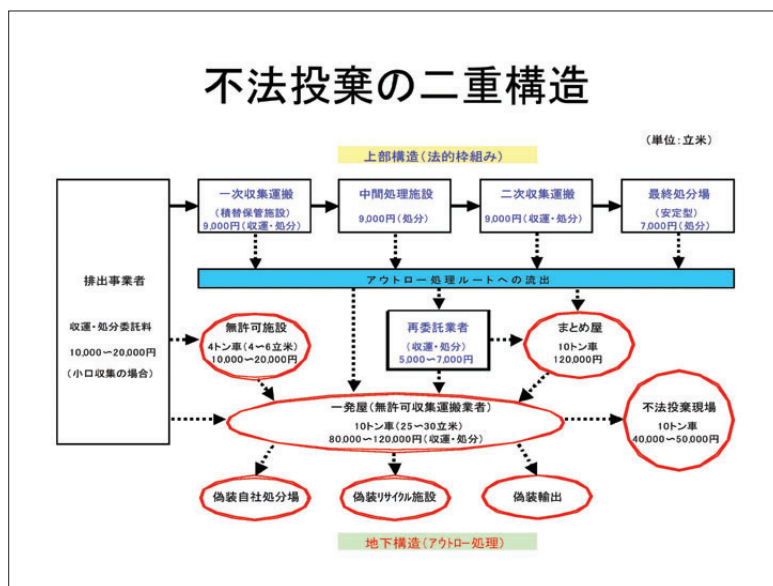 不法投棄の二重構造
(単位:立米)
上部構造(法的枠組み)
一次収集運搬
(積替保管施設)
9,000円(収運・処分)
中間処理施設
9,000円(処分)
二次収集運搬
9,000円(収運・処分)
最終処分場
(安定型)
7,000円(処分)
排出事業者
収運・処分委託料
10,000～20,000円
(小口収集の場合)
アウトロー処理ルートへの流出
無許可施設
4トン車(4～6立米)
10,000～20,000円
再委託業者
(収運・処分)
5,000～7,000円
まとめ屋
10トン車
120,000円
一発屋(無許可収集運搬業者)
10トン車(25～30立米)
80,000～120,000円(収運・処分)
不法投棄現場
10トン車
40,000～50,000円
偽装自社処分場
偽装リサイクル施設
偽装輸出
地下構造(アウトロー処理)